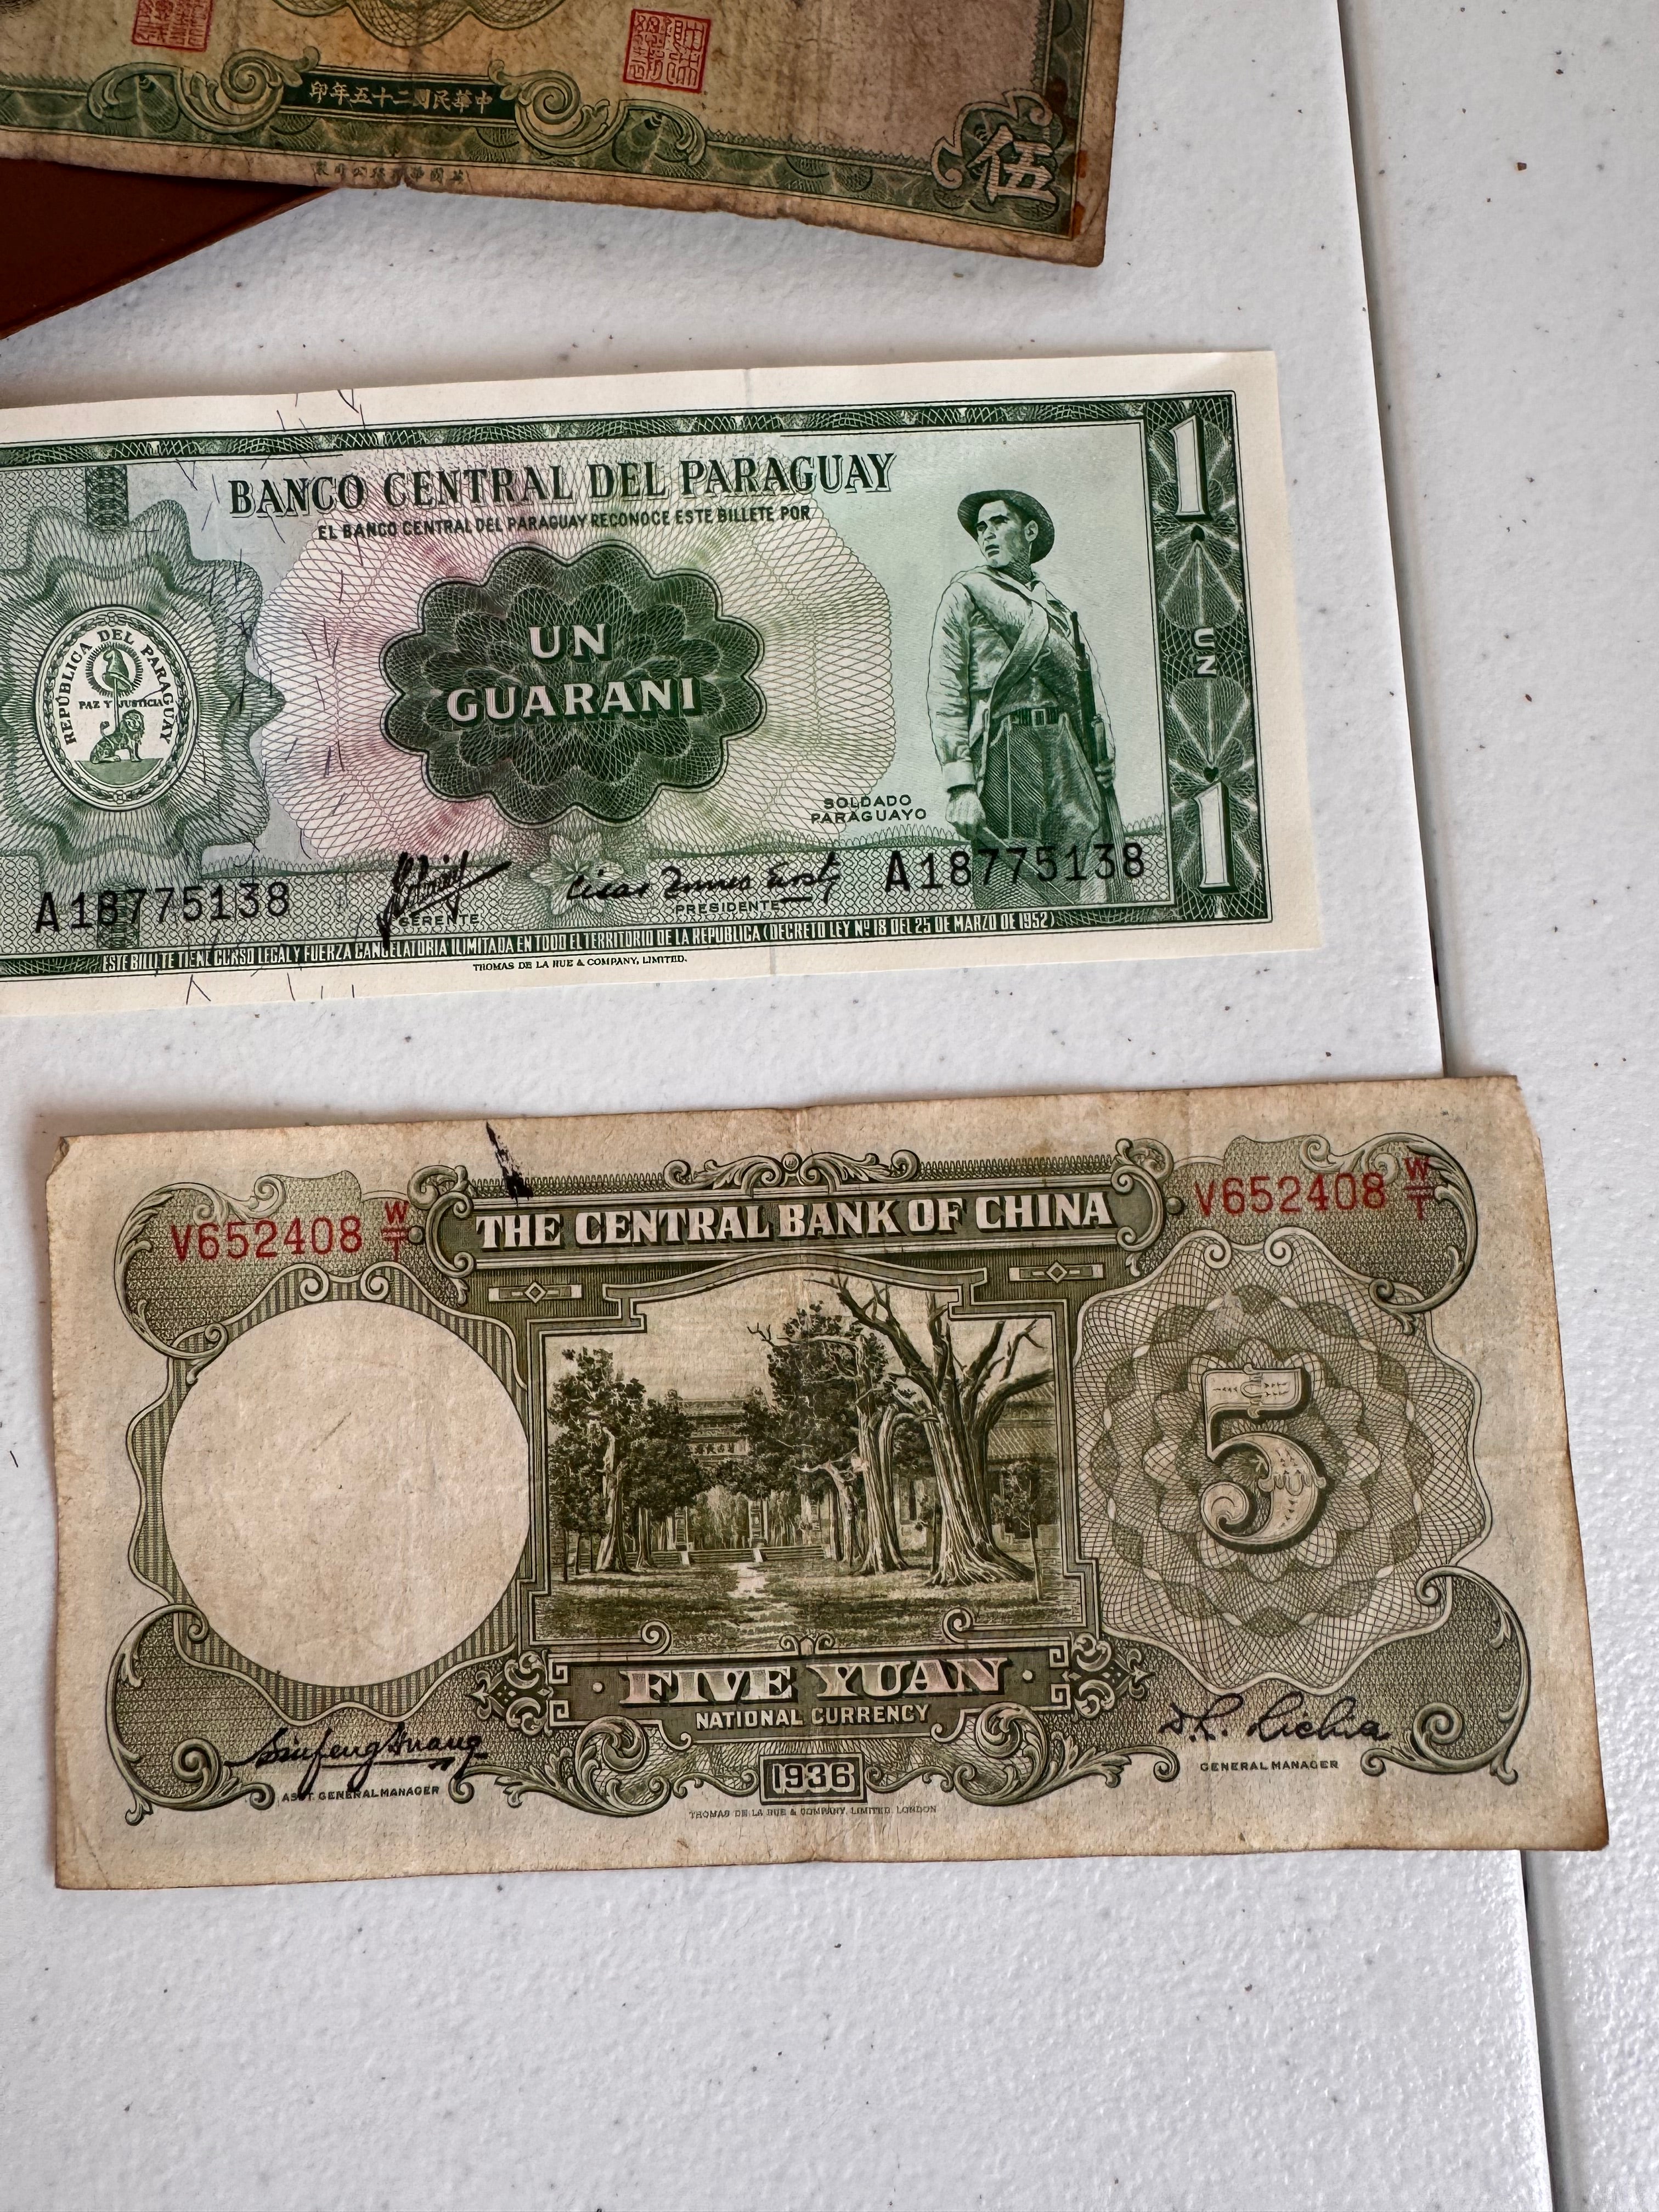 中華民國二十五年印
伍
BANCO CENTRAL DEL PARAGUAY
EL BANCO CENTRAL DEL PARAGUAY RECONOCE ESTE BILLETE POR
1
UN
GUARANI
REPÚBLICA DEL PARAGUAY
PAZ Y JUSTICIA
UN
SOLDADO
PARAGUAYO
1
A18775138
A18775138
GERENTE
PRESIDENTE
ESTE BILLETE TIENE CURSO LEGAL Y FUERZA CANCELATORIA ILIMITADA EN TODO EL TERRITORIO DE LA REPUBLICA (DECRETO LEY Nº 18 DEL 25 DE MARZO DE 1952)
THOMAS DE LA RUE & COMPANY, LIMITED.
V652408 W/T
THE CENTRAL BANK OF CHINA
V652408 W/T
5
FIVE YUAN
NATIONAL CURRENCY
ASS'T. GENERAL MANAGER
GENERAL MANAGER
1936
THOMAS DE LA RUE & COMPANY, LIMITED, LONDON